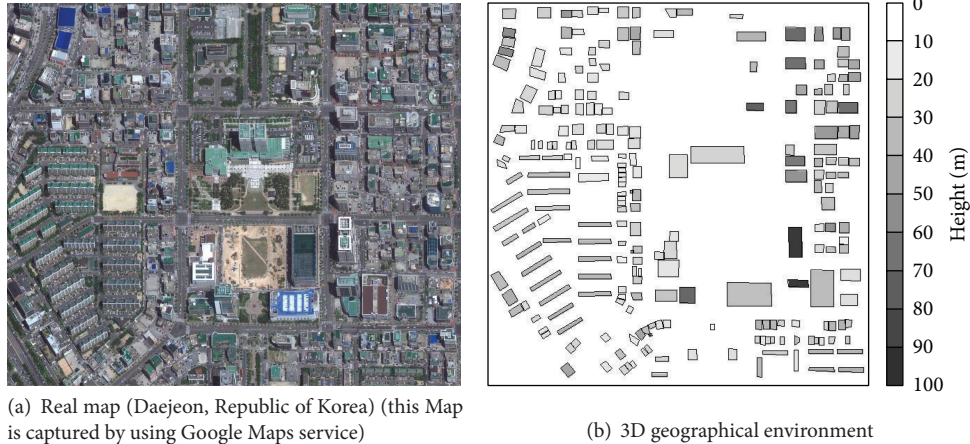 0
10
20
30
40
50
60
70
80
90
100
Height (m)
(a) Real map (Daejeon, Republic of Korea) (this Map
is captured by using Google Maps service)
(b) 3D geographical environment